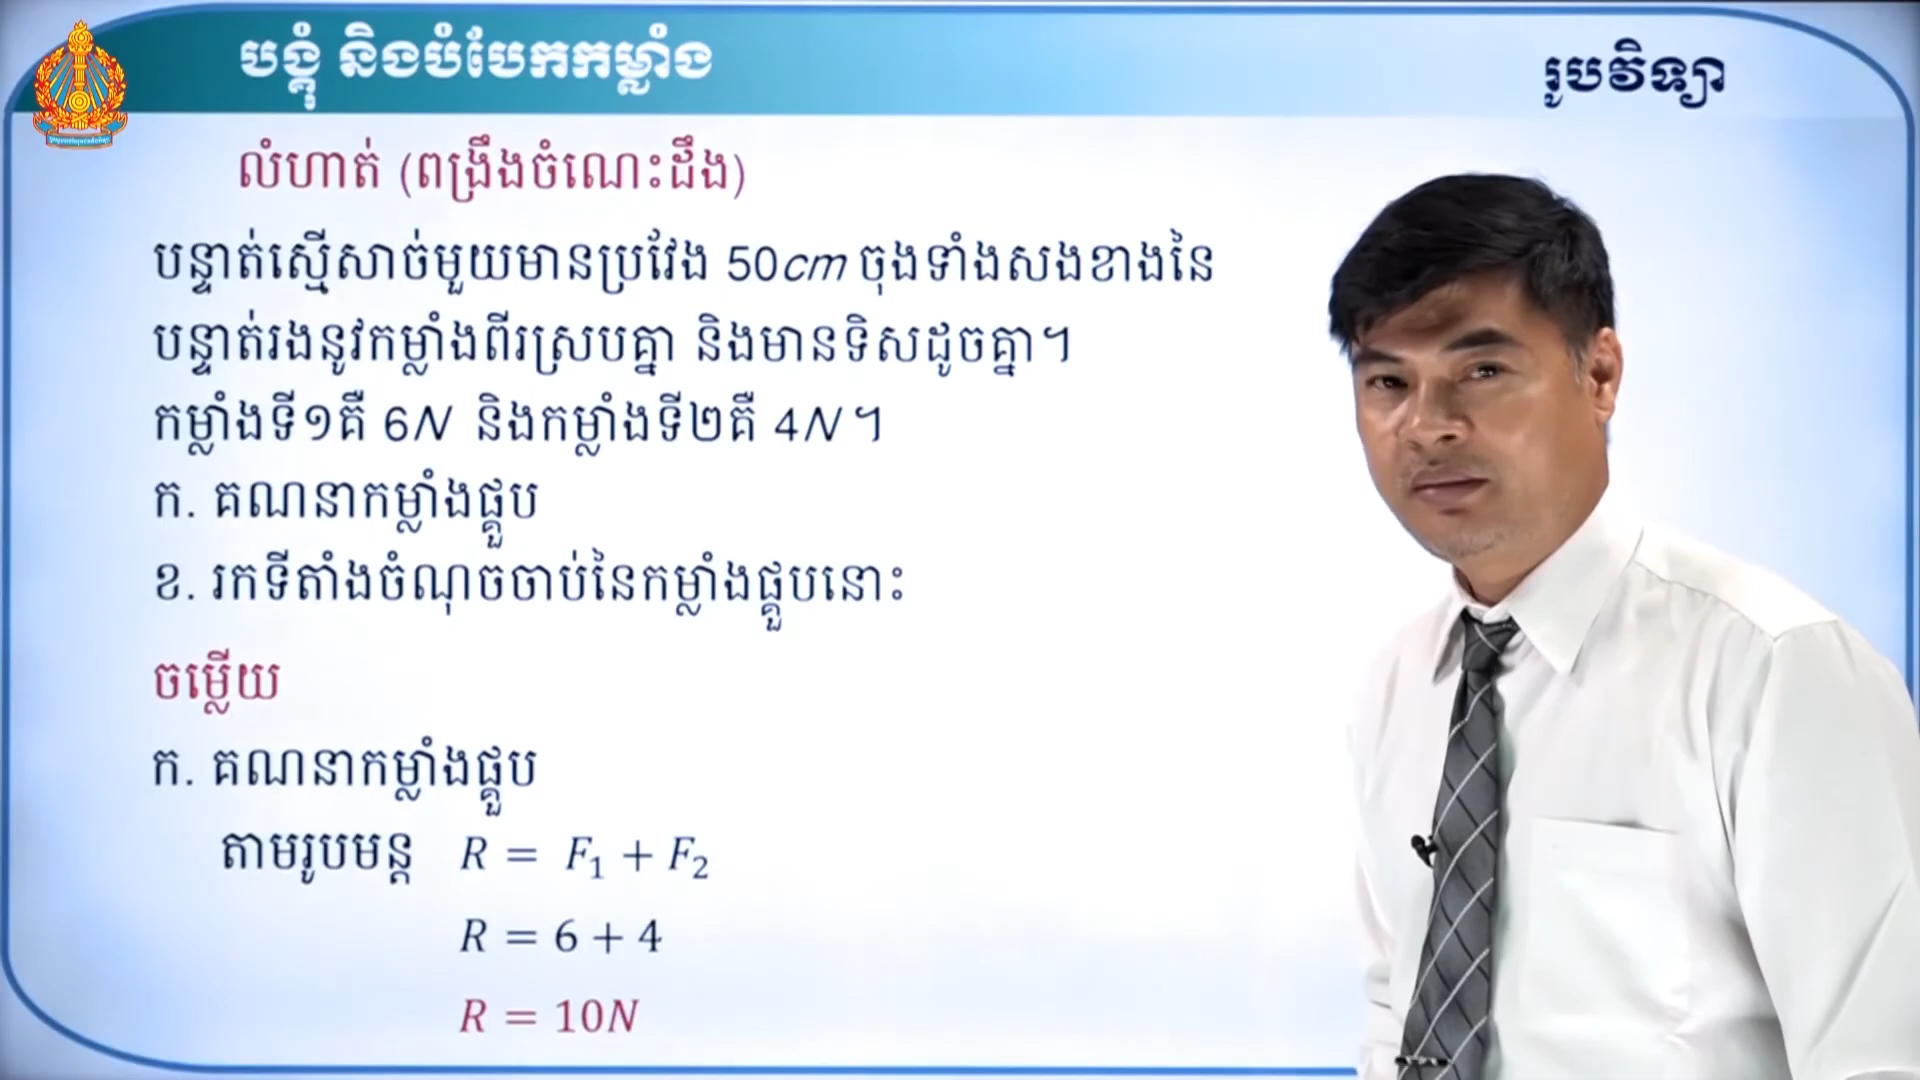 បង្គុំ និងបំបែកកម្លាំង
រូបវិទ្យា
លំហាត់ (ពង្រឹងចំណេះដឹង)
បន្ទាត់ស្មើសាច់មួយមានប្រវែង 50cm ចុងទាំងសងខាងនៃ
បន្ទាត់រងនូវកម្លាំងពីរស្របគ្នា និងមានទិសដូចគ្នា។
កម្លាំងទី១គឺ 6N និងកម្លាំងទី២គឺ 4N ។
ក. គណនាកម្លាំងផ្គួប
ខ. រកទីតាំងចំណុចចាប់នៃកម្លាំងផ្គួបនោះ
ចម្លើយ
ក. គណនាកម្លាំងផ្គួប
តាមរូបមន្ត R = F₁ + F₂
R = 6 + 4
R = 10N